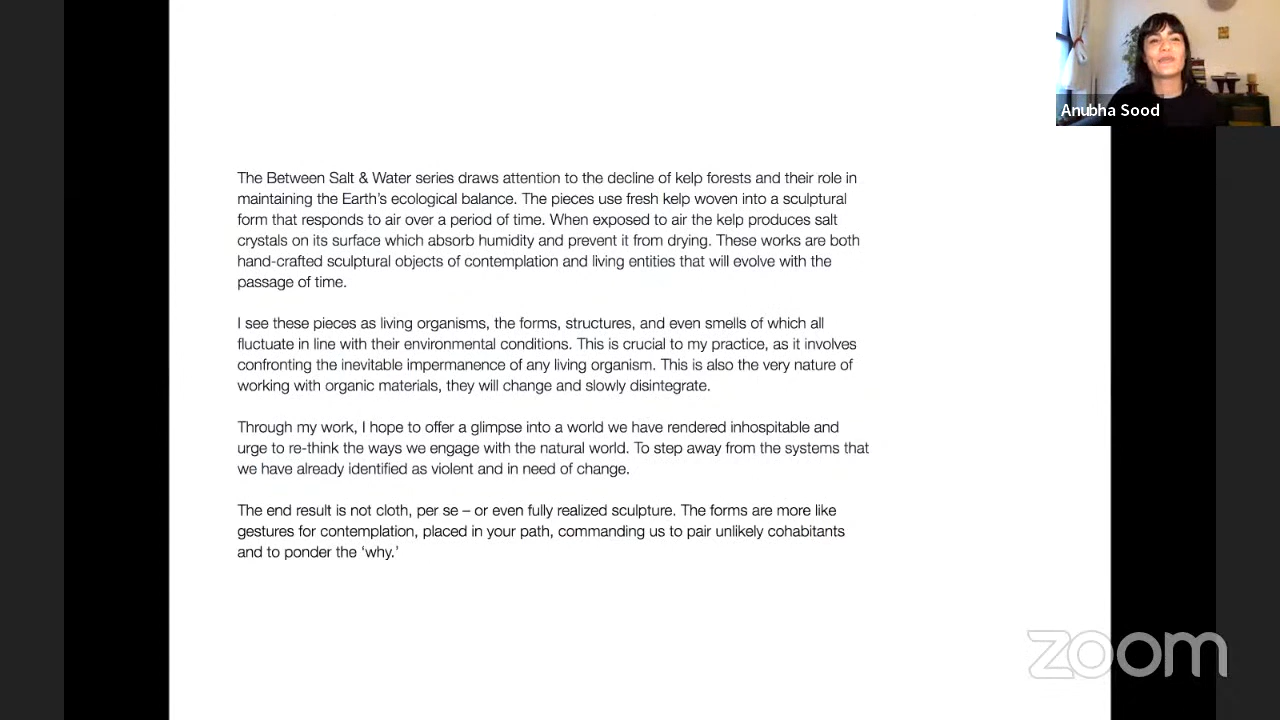 Anubha Sood
The Between Salt & Water series draws attention to the decline of kelp forests and their role in
maintaining the Earth's ecological balance. The pieces use fresh kelp woven into a sculptural
form that responds to air over a period of time. When exposed to air the kelp produces salt
crystals on its surface which absorb humidity and prevent it from drying. These works are both
hand-crafted sculptural objects of contemplation and living entities that will evolve with the
passage of time.
I see these pieces as living organisms, the forms, structures, and even smells of which all
fluctuate in line with their environmental conditions. This is crucial to my practice, as it involves
confronting the inevitable impermanence of any living organism. This is also the very nature of
working with organic materials, they will change and slowly disintegrate.
Through my work, I hope to offer a glimpse into a world we have rendered inhospitable and
urge to re-think the ways we engage with the natural world. To step away from the systems that
we have already identified as violent and in need of change.
The end result is not cloth, per se – or even fully realized sculpture. The forms are more like
gestures for contemplation, placed in your path, commanding us to pair unlikely cohabitants
and to ponder the ‘why.’
zoom